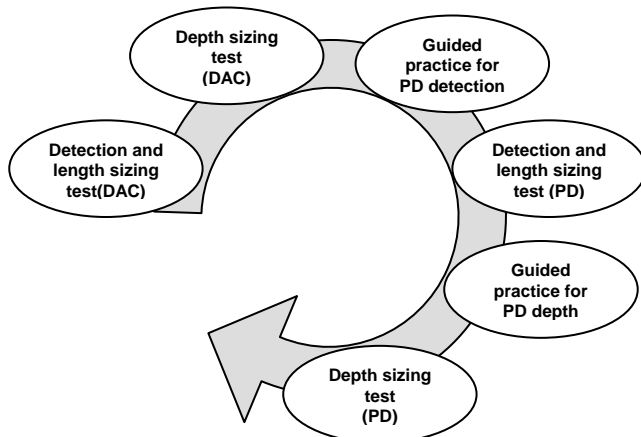 Depth sizing
test
(DAC)
Guided
practice for
PD detection
Detection and
length sizing
test(DAC)
Detection and
length sizing
test (PD)
Guided
practice for
PD depth
Depth sizing
test
(PD)